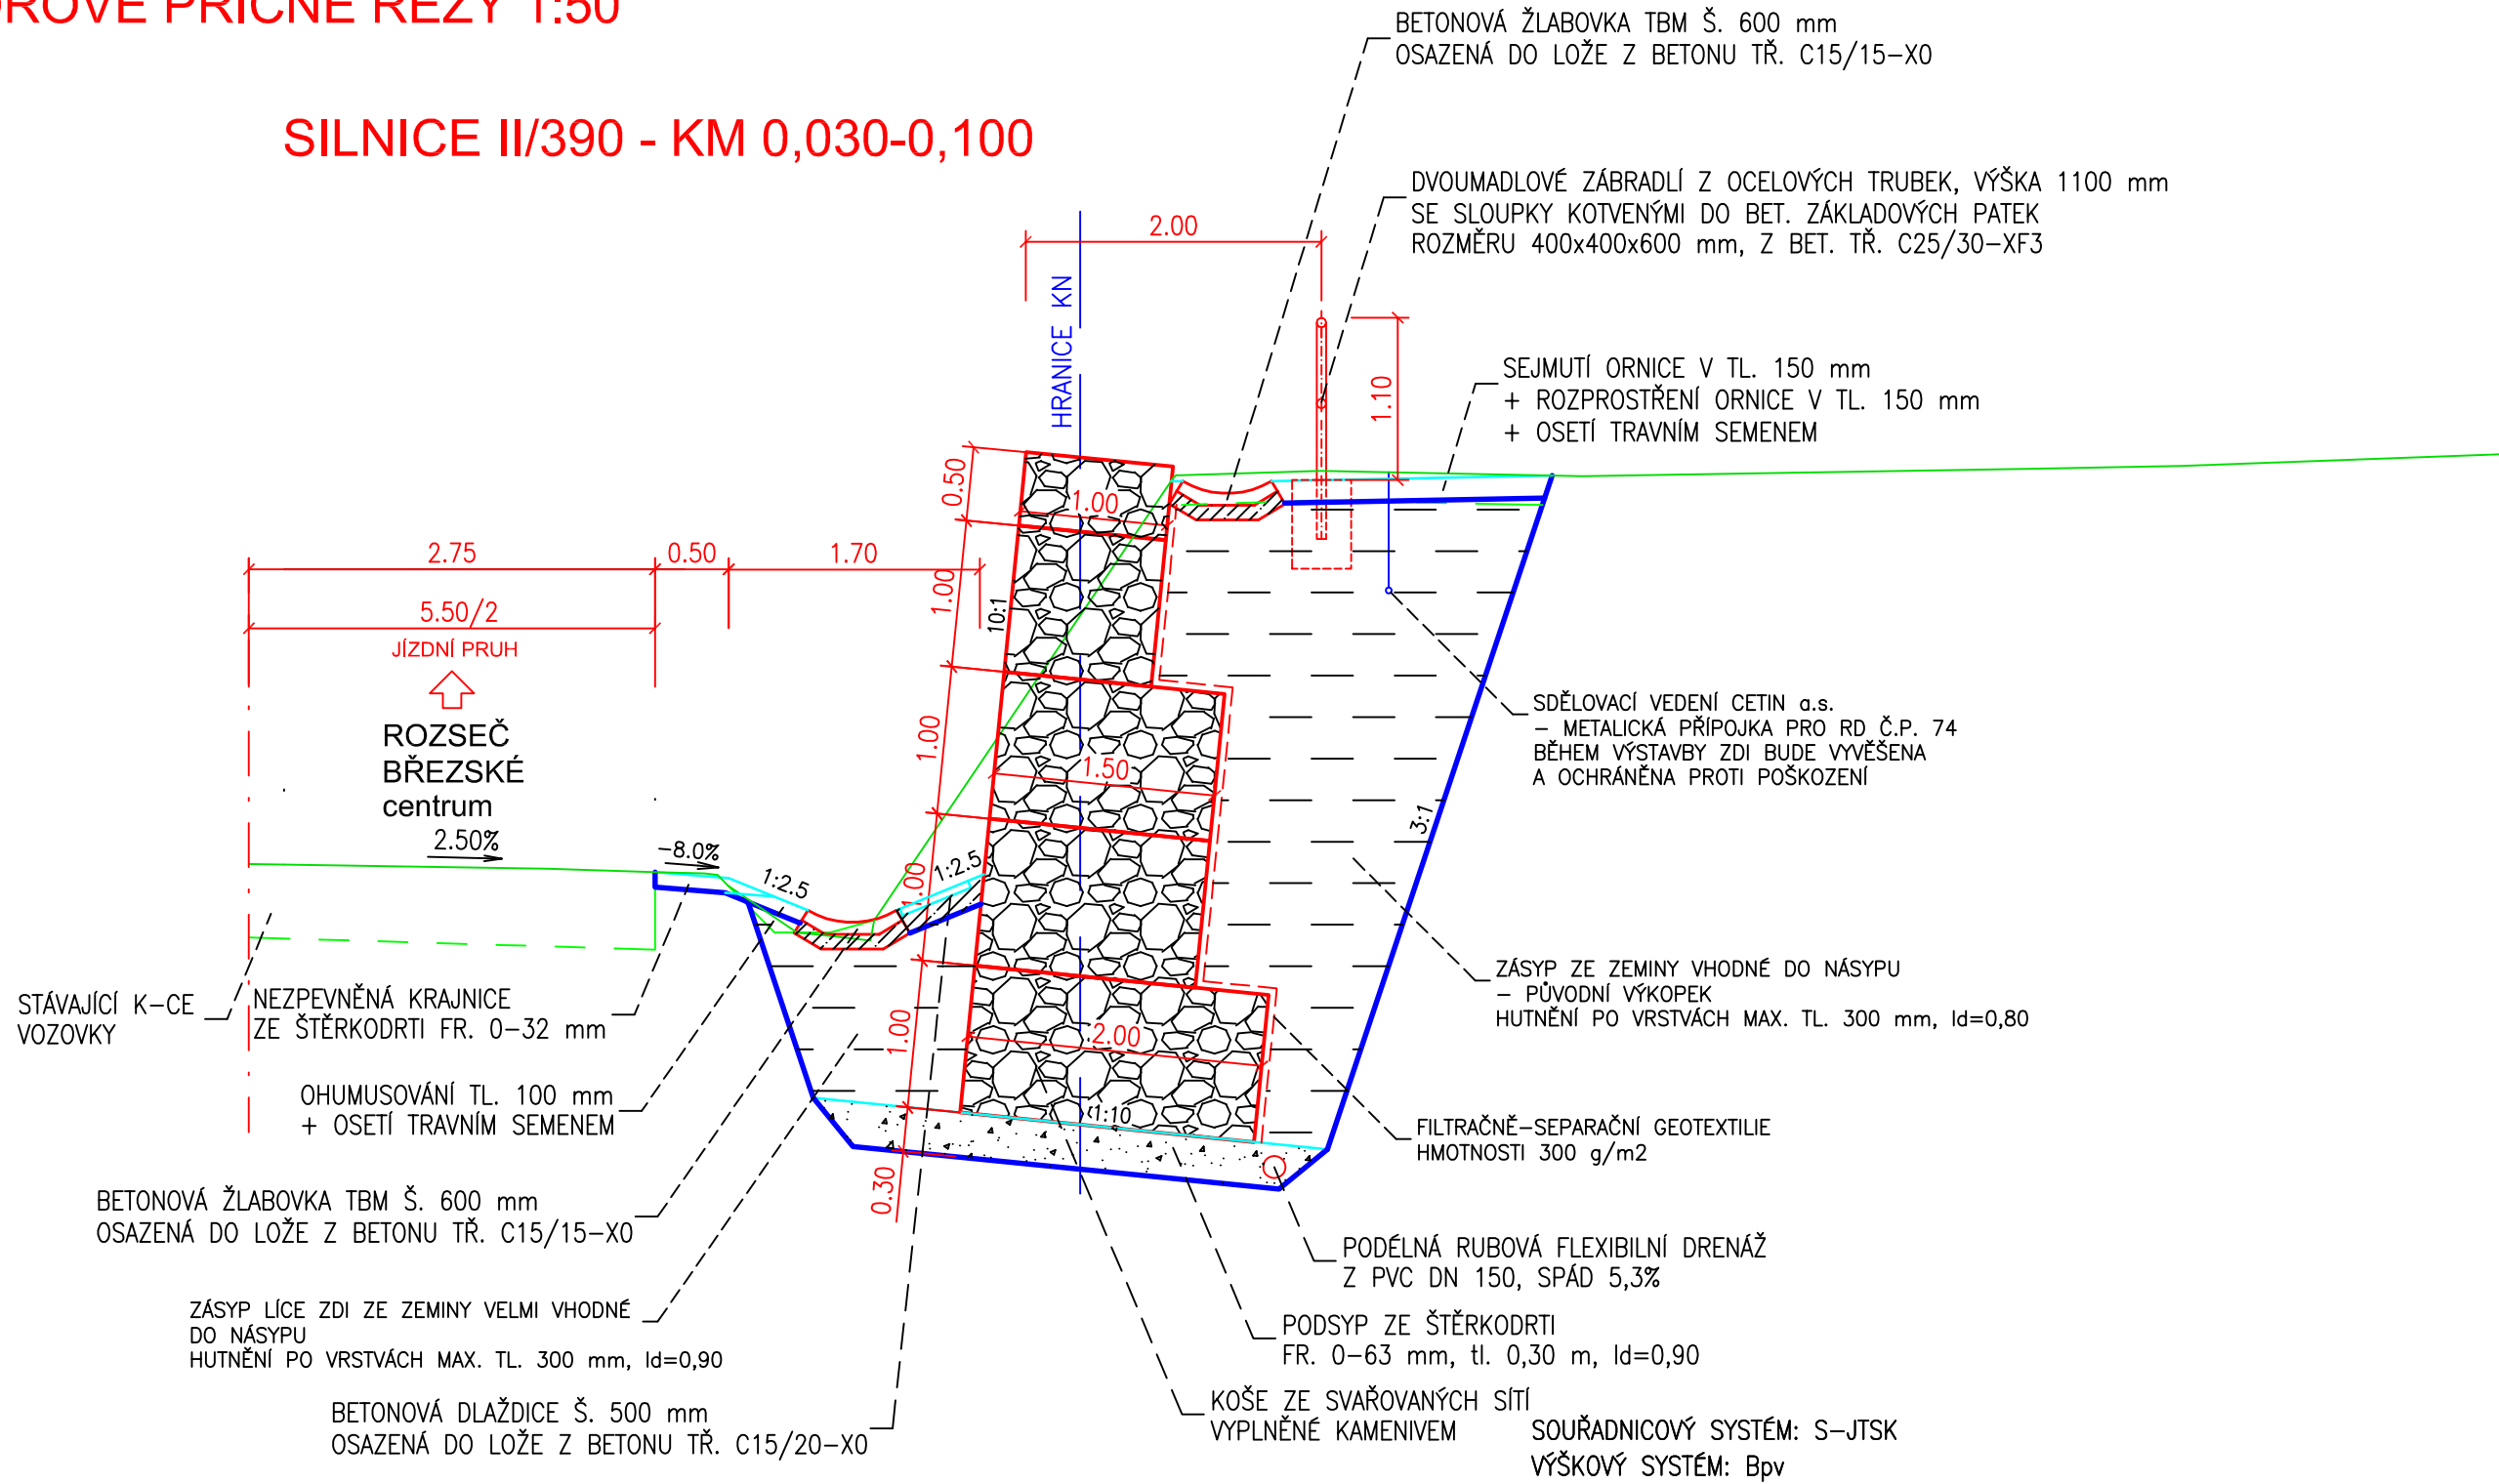 PŘÍČNÉ ŘEZY 1:50
SILNICE II/390 - KM 0,030-0,100
BETONOVÁ ŽLABOVKA TBM Š. 600 mm
OSAZENÁ DO LOŽE Z BETONU TŘ. C15/15-X0
DVOUMADLOVÉ ZÁBRADLÍ Z OCELOVÝCH TRUBEK, VÝŠKA 1100 mm
SE SLOUPKY KOTVENÝMI DO BET. ZÁKLADOVÝCH PATEK
ROZMĚRU 400x400x600 mm, Z BET. TŘ. C25/30-XF3
2.00
HRANICE KN
1.10
SEJMUTÍ ORNICE V TL. 150 mm
+ ROZPROSTŘENÍ ORNICE V TL. 150 mm
+ OSETÍ TRAVNÍM SEMENEM
0.50
1.00
2.75
0.50
1.70
1.00
10:1
5.50/2
JÍZDNÍ PRUH
ROZSEČ
BŘEZSKÉ
centrum
2.50%
-8.0%
1:2.5
1:2.5
1.00
1.50
1.00
3:1
SDĚLOVACÍ VEDENÍ CETIN a.s.
- METALICKÁ PŘÍPOJKA PRO RD Č.P. 74
BĚHEM VÝSTAVBY ZDI BUDE VYVĚŠENA
A OCHRÁNĚNA PROTI POŠKOZENÍ
ZÁSYP ZE ZEMINY VHODNÉ DO NÁSYPU
- PŮVODNÍ VÝKOPEK
HUTNĚNÍ PO VRSTVÁCH MAX. TL. 300 mm, Id=0,80
STÁVAJÍCÍ K-CE
VOZOVKY
NEZPEVNĚNÁ KRAJNICE
ZE ŠTĚRKODRTI FR. 0-32 mm
1.00
2.00
1:10
OHUMUSOVÁNÍ TL. 100 mm
+ OSETÍ TRAVNÍM SEMENEM
FILTRAČNĚ-SEPARAČNÍ GEOTEXTILIE
HMOTNOSTI 300 g/m2
0.30
BETONOVÁ ŽLABOVKA TBM Š. 600 mm
OSAZENÁ DO LOŽE Z BETONU TŘ. C15/15-X0
PODÉLNÁ RUBOVÁ FLEXIBILNÍ DRENÁŽ
Z PVC DN 150, SPÁD 5,3%
ZÁSYP LÍCE ZDI ZE ZEMINY VELMI VHODNÉ
DO NÁSYPU
HUTNĚNÍ PO VRSTVÁCH MAX. TL. 300 mm, Id=0,90
PODSYP ZE ŠTĚRKODRTI
FR. 0-63 mm, tl. 0,30 m, Id=0,90
BETONOVÁ DLAŽDICE Š. 500 mm
OSAZENÁ DO LOŽE Z BETONU TŘ. C15/20-X0
KOŠE ZE SVAŘOVANÝCH SÍTÍ
VYPLNĚNÉ KAMENIVEM
SOUŘADNICOVÝ SYSTÉM: S-JTSK
VÝŠKOVÝ SYSTÉM: Bpv